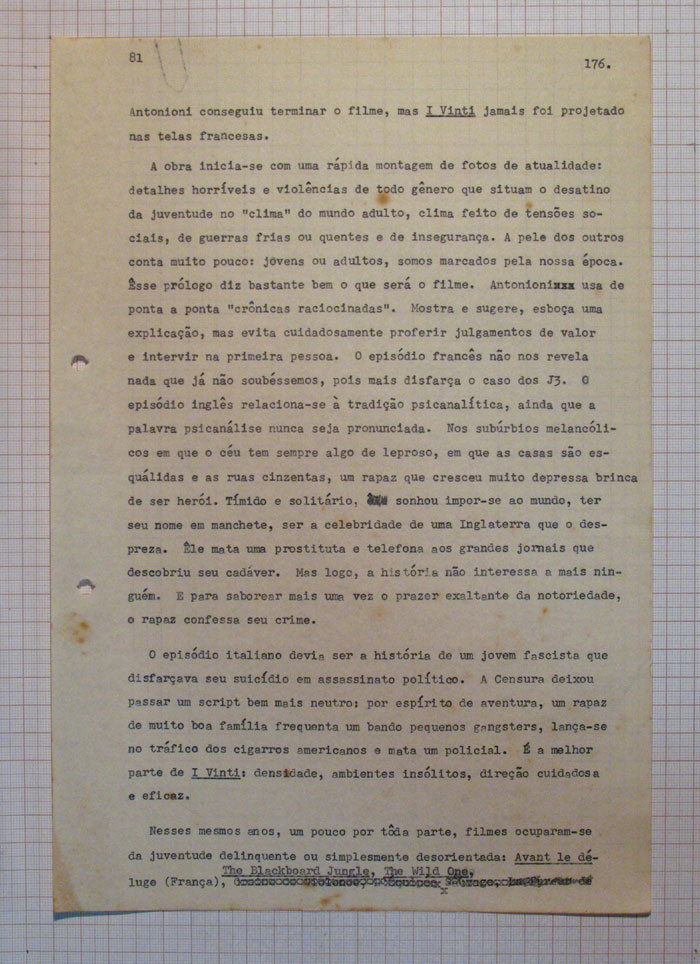 81
176.
Antonioni conseguiu terminar o filme, mas I Vinti jamais foi projetado
nas telas francesas.
A obra inicia-se com uma rápida montagem de fotos de atualidade:
detalhes horríveis e violências de todo gênero que situam o desatino
da juventude no "clima" do mundo adulto, clima feito de tensões so-
ciais, de guerras frias ou quentes e de insegurança. A pele dos outros
conta muito pouco: jovens ou adultos, somos marcados pela nossa época.
Êsse prólogo diz bastante bem o que será o filme. Antonionixxx usa de
ponta a ponta "crônicas raciocinadas". Mostra e sugere, esboça uma
explicação, mas evita cuidadosamente proferir julgamentos de valor
e intervir na primeira pessoa. O episódio francês não nos revela
nada que já não soubéssemos, pois mais disfarça o caso dos J3. O
episódio inglês relaciona-se à tradição psicanalítica, ainda que a
palavra psicanálise nunca seja pronunciada. Nos subúrbios melancóli-
cos em que o céu tem sempre algo de leproso, em que as casas são es-
quálidas e as ruas cinzentas, um rapaz que cresceu muito depressa brinca
de ser herói. Tímido e solitário, sonhou impor-se ao mundo, ter
seu nome em manchete, ser a celebridade de uma Inglaterra que o des-
preza. Êle mata uma prostituta e telefona aos grandes jornais que
descobriu seu cadáver. Mas logo, a história não interessa a mais nin-
guém. E para saborear mais uma vez o prazer exaltante da notoriedade,
o rapaz confessa seu crime.
O episódio italiano devia ser a história de um jovem fascista que
disfarçava seu suicídio em assassinato político. A Censura deixou
passar um script bem mais neutro: por espírito de aventura, um rapaz
de muito boa família frequenta um bando pequenos gangsters, lança-se
no tráfico dos cigarros americanos e mata um policial. É a melhor
parte de I Vinti: densidade, ambientes insólitos, direção cuidadosa
e eficaz.
Nesses mesmos anos, um pouco por tôda parte, filmes ocuparam-se
da juventude delinquente ou simplesmente desorientada: Avant le dé-
The Blackboard Jungle, The Wild One,
luge (França),